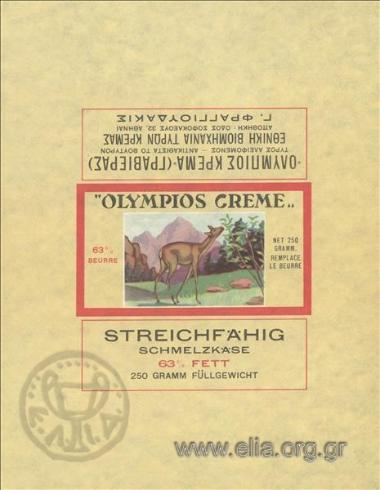 "ΟΛΥΜΠΙΟΣ ΚΡΕΜΑ-(ΓΡΑΒΙΕΡΑΣ)
ΤΥΡΟΣ ΑΛΕΙΦΟΜΕΝΟΣ - ΑΝΤΙΚΑΘΙΣΤΑ ΤΟ ΒΟΥΤΥΡΟΝ
ΕΘΝΙΚΗ ΒΙΟΜΗΧΑΝΙΑ ΤΥΡΩΝ ΚΡΕΜΑΣ
ΑΠΟΘΗΚΗ: ΟΔΟΣ ΣΟΦΟΚΛΕΟΥΣ 32, ΑΘΗΝΑΙ
Γ. ΦΡΑΓΓΙΟΥΔΑΚΙΣ
"OLYMPIOS CREME"
63%
BEURRE
NET 250
GRAMM.
REMPLACE
LE BEURRE
STREICHFÄHIG
SCHMELZKÄSE
63% FETT
250 GRAMM FÜLLGEWICHT
Ε.Λ.Ι.Α
www.elia.org.gr